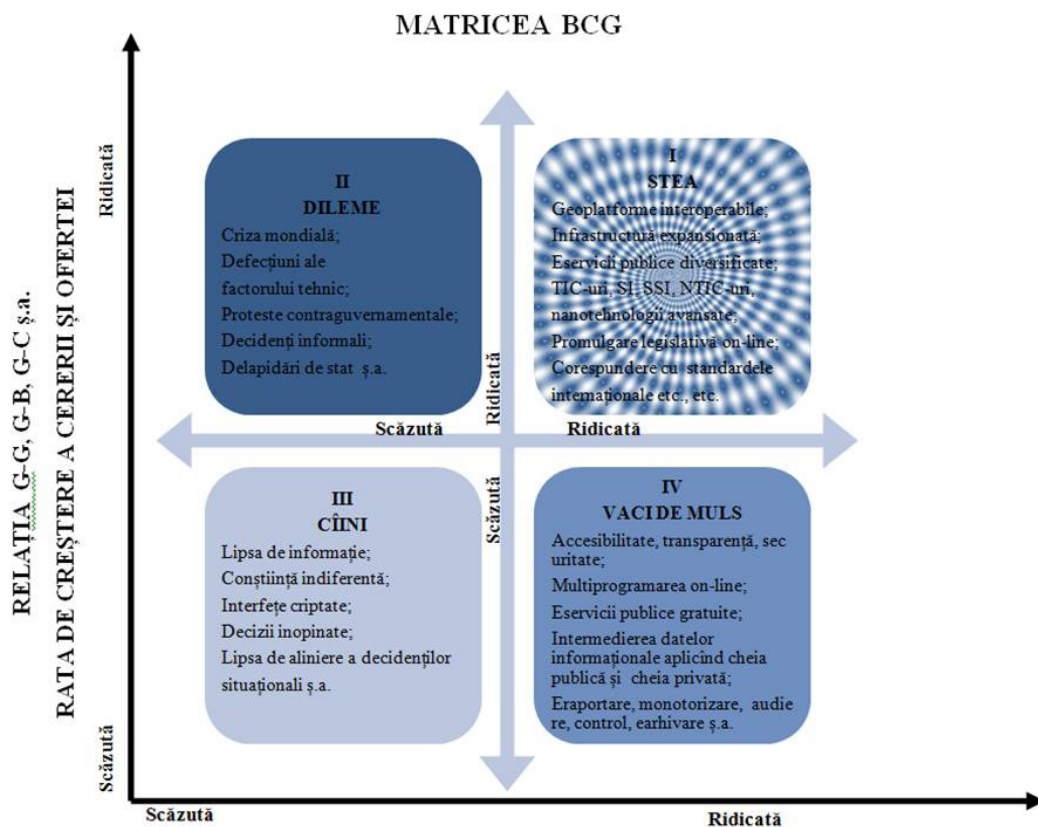 MATRICEA BCG
RELAȚIA G-G, G-B, G-C ș.a.
RATA DE CREȘTERE A CERERII ȘI OFERTEI
Ridicată
Scăzută
II
DILEME
Criza mondială;
Defecțiuni ale
factorului tehnic;
Proteste contraguvernamentale;
Decidenți informali;
Delapidări de stat ș.a.
I
STEA
Geoplatforme interoperabile;
Infrastructură expansionată;
Eservicii publice diversificate;
TIC-uri, SI, SSI, NTIC-uri,
nanotehnologii avansate;
Promulgare legislativă on-line;
Corespundere cu standardele
internaționale etc., etc.
Ridicată
Scăzută
Scăzută
Ridicată
III
CÎINI
Lipsa de informație;
Conștiință indiferentă;
Interfețe criptate;
Decizii inopinate;
Lipsa de aliniere a decidenților
situaționali ș.a.
IV
VACI DE MULS
Accesibilitate, transparență, sec
uritate;
Multiprogramarea on-line;
Eservicii publice gratuite;
Intermedierea datelor
informaționale aplicînd cheia
publică și cheia privată;
Eraportare, monotorizare, audie
re, control, earhivare ș.a.
Scăzută
Ridicată